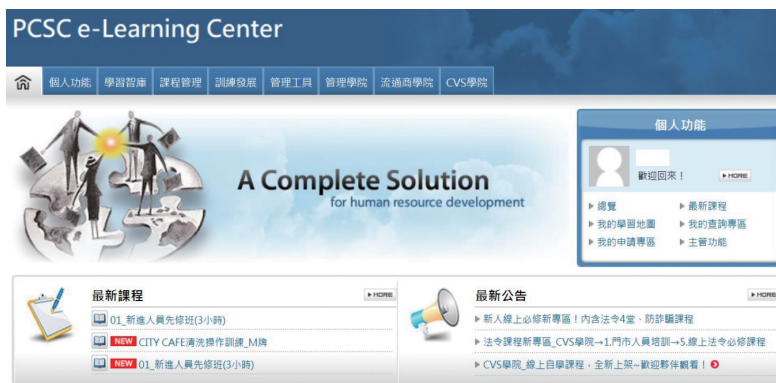 PCSC e-Learning Center
個人功能 學習智庫 課程管理 訓練發展 管理工具 管理學院 流通商學院 CVS學院
A Complete Solution
for human resource development
個人功能
歡迎回來！ MORE
總覽 最新課程
我的學習地圖 我的查詢專區
我的申請專區 主管功能
最新課程 MORE
01_新進人員先修班(3小時)
NEW CITY CAFE清洗操作訓練_M牌
NEW 01_新進人員先修班(3小時)
最新公告 MORE
新人線上必修新專區！內含法令4堂、防詐騙課程
法令課程新專區_CVS學院→1.門市人員培訓→5.線上法令必修課程
CVS學院_線上自學課程，全新上架~歡迎夥伴觀看！